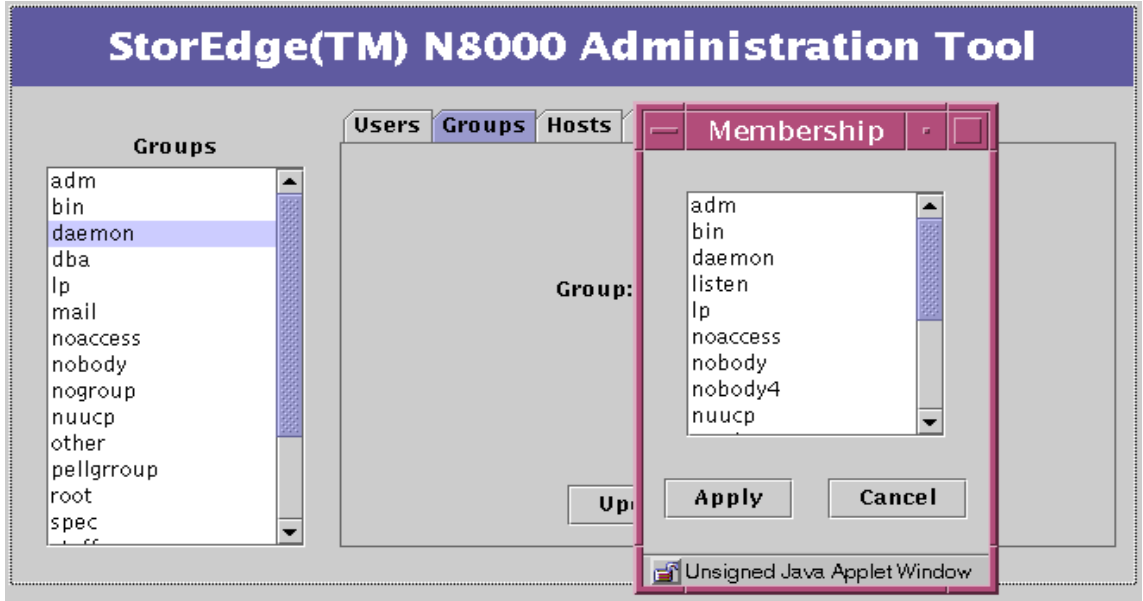 StorEdge(TM) N8000 Administration Tool
Groups
adm
bin
daemon
dba
lp
mail
noaccess
nobody
nogroup
nuucp
other
pellgrroup
root
spec
Users Groups Hosts
Group:
Membership
adm
bin
daemon
listen
lp
noaccess
nobody
nobody4
nuucp
Apply Cancel
Unsigned Java Applet Window